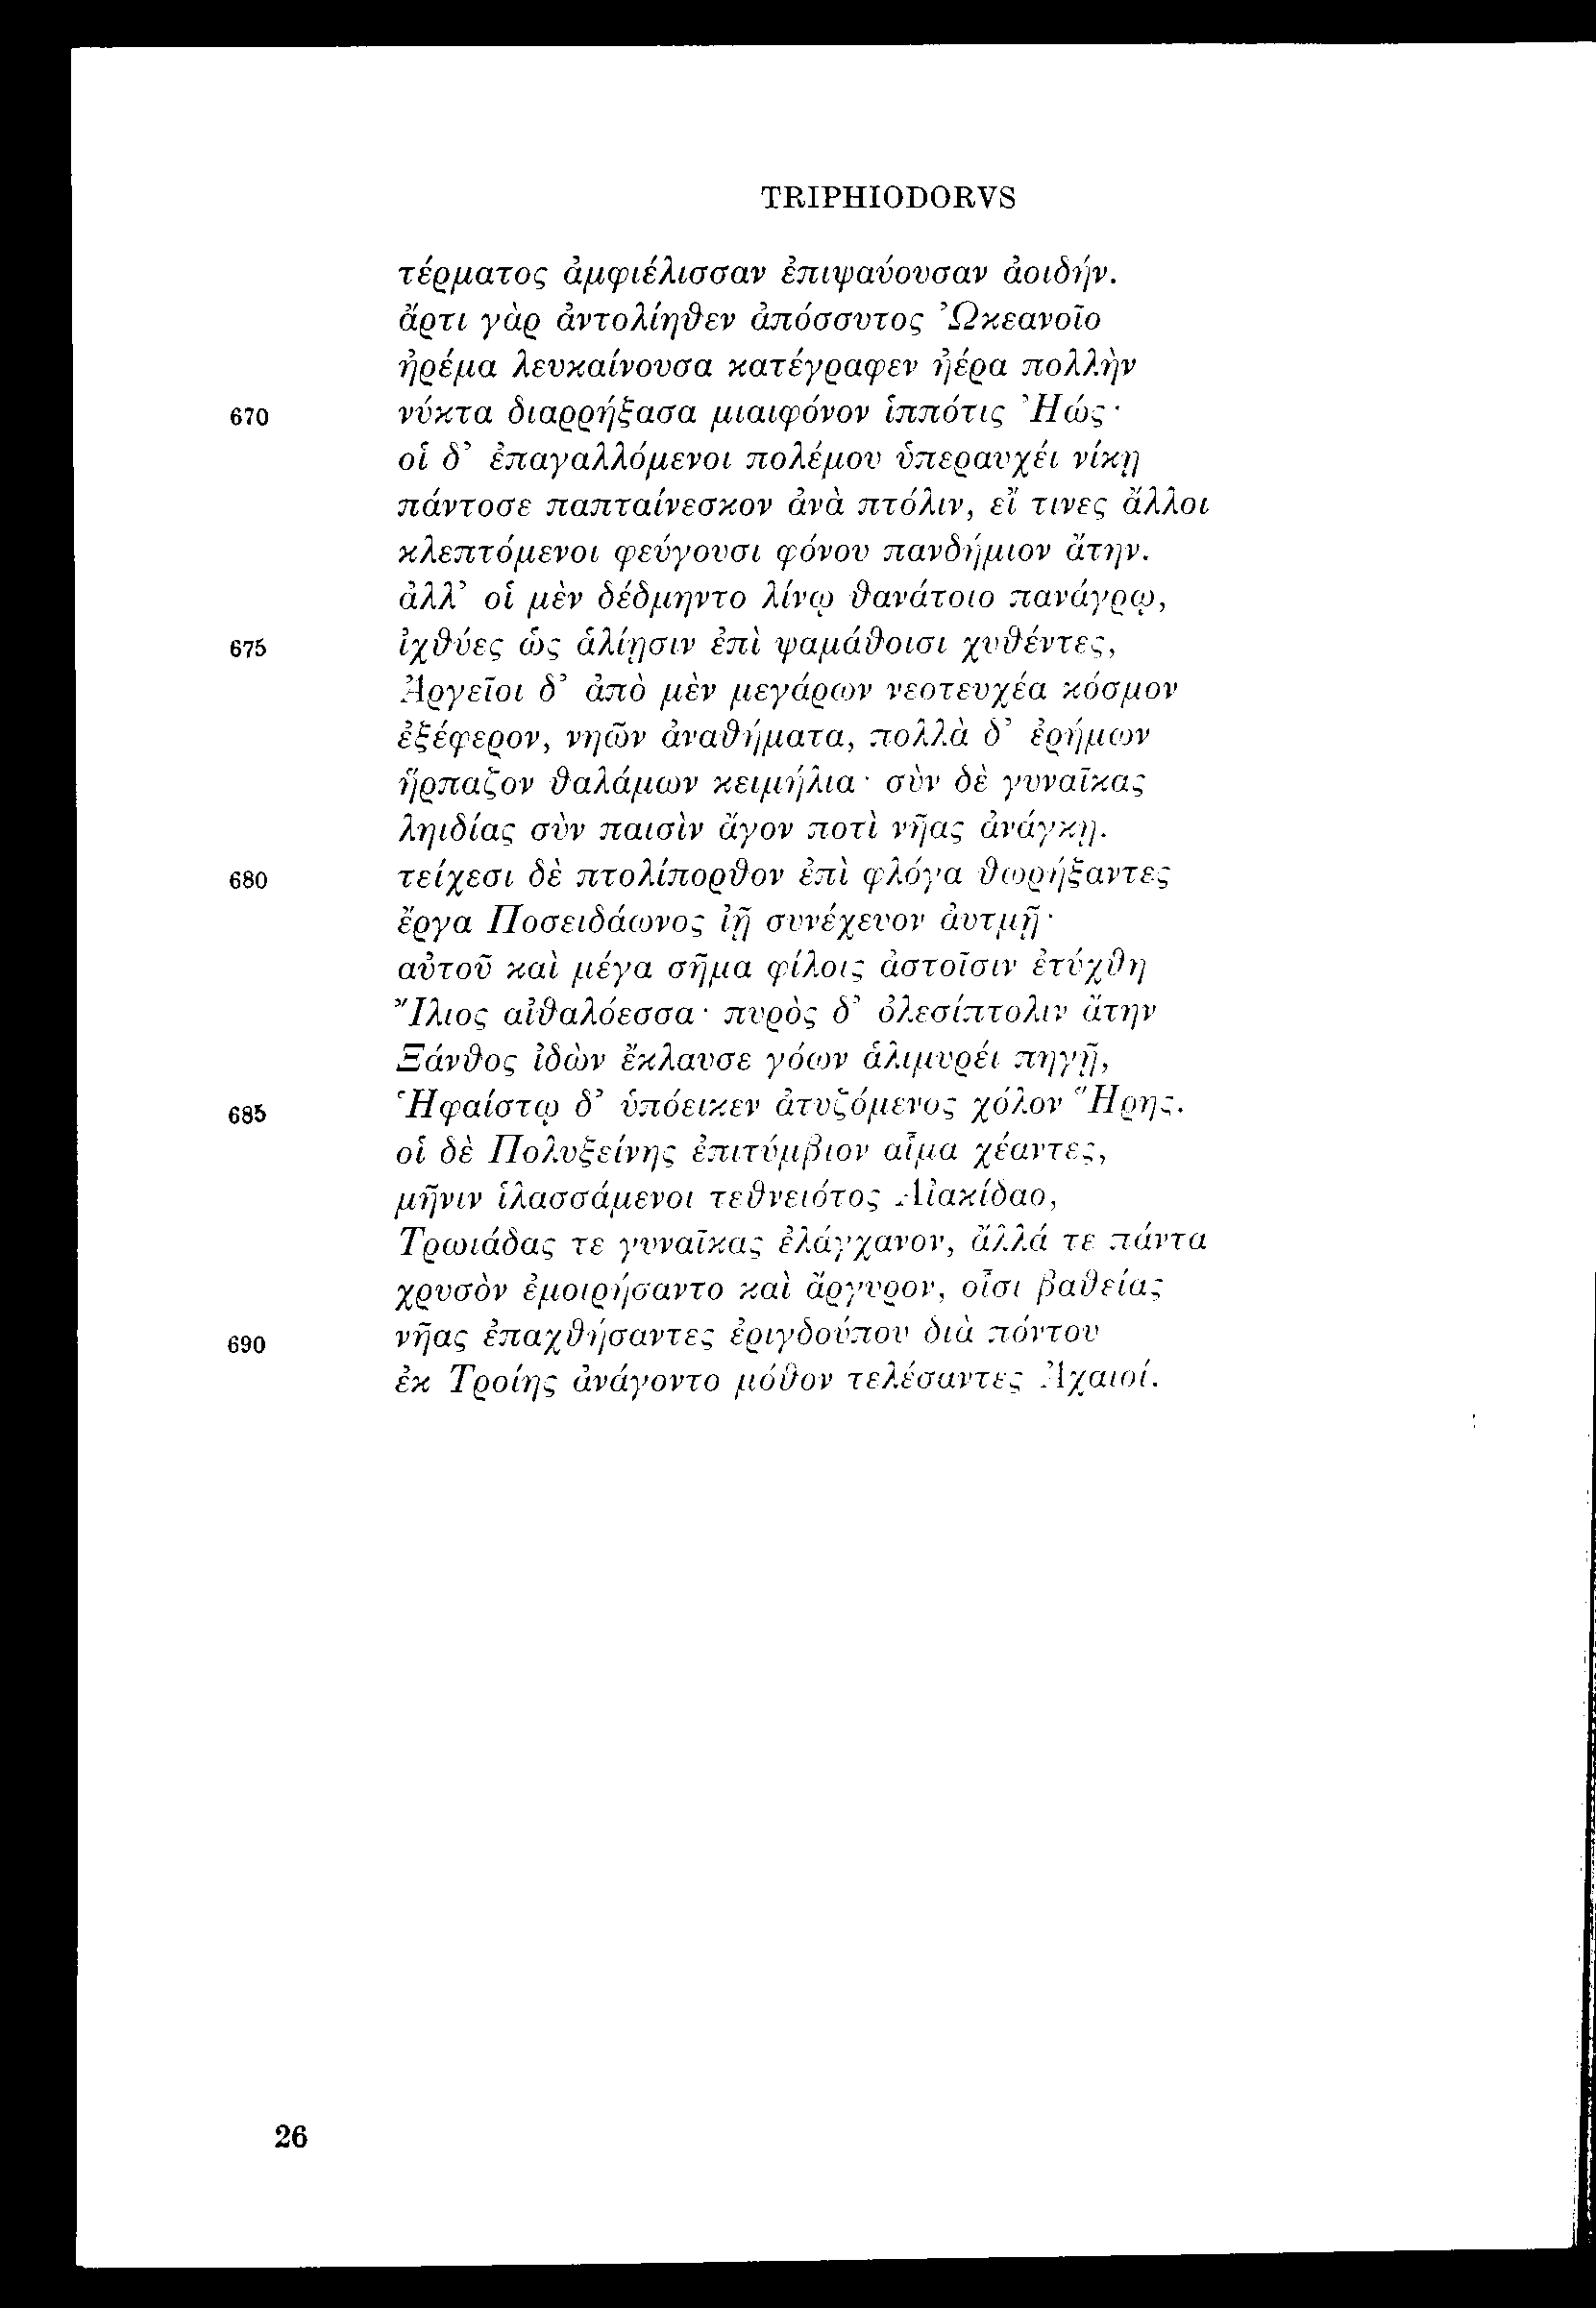 TRIPHIODORVS
τέρματος ἀμφιέλισσαν ἐπιψαύουσαν ἀοιδήν.
ἄρτι γὰρ ἀντολίηθεν ἀπόσσυτος Ὠκεανοῖο
ἠρέμα λευκαίνουσα κατέγραφεν ἠέρα πολλὴν
670 νύκτα διαρρήξασα μιαιφόνον ἱππότις Ἠώς·
οἱ δ’ ἐπαγαλλόμενοι πολέμου ὑπεραυχέι νίκῃ
πάντοσε παπταίνεσκον ἀνὰ πτόλιν, εἴ τινες ἄλλοι
κλεπτόμενοι φεύγουσι φόνου πανδήμιον ἄτην.
ἀλλ’ οἱ μὲν δέδμηντο λίνῳ θανάτοιο πανάγρῳ,
675 ἰχθύες ὡς ἁλίῃσιν ἐπὶ ψαμάθοισι χυθέντες,
Ἀργεῖοι δ’ ἀπὸ μὲν μεγάρων νεοτευχέα κόσμον
ἐξέφερον, νηῶν ἀναθήματα, πολλὰ δ’ ἐρήμων
ἥρπαζον θαλάμων κειμήλια· σὺν δὲ γυναῖκας
ληιδίας σὺν παισὶν ἄγον ποτὶ νῆας ἀνάγκῃ.
680 τείχεσι δὲ πτολίπορθον ἐπὶ φλόγα θωρήξαντες
ἔργα Ποσειδάωνος ἰῇ συνέχευον ἀυτμῇ·
αὐτοῦ καὶ μέγα σῆμα φίλοις ἀστοῖσιν ἐτύχθη
Ἴλιος αἰθαλόεσσα· πυρὸς δ’ ὀλεσίπτολιν ἄτην
Ξάνθος ἰδὼν ἔκλαυσε γόων ἁλιμυρέι πηγῇ,
685 Ἡφαίστῳ δ’ ὑπόεικεν ἀτυζόμενος χόλον Ἥρης.
οἱ δὲ Πολυξείνης ἐπιτύμβιον αἷμα χέαντες,
μῆνιν ἱλασσάμενοι τεθνειότος Αἰακίδαο,
Τρωιάδας τε γυναῖκας ἐλάγχανον, ἄλλά τε πάντα
χρυσὸν ἐμοιρήσαντο καὶ ἄργυρον, οἷσι βαθείας
690 νῆας ἐπαχθήσαντες ἐριγδούπου διὰ πόντου
ἐκ Τροίης ἀνάγοντο μόθον τελέσαντες Ἀχαιοί.
26